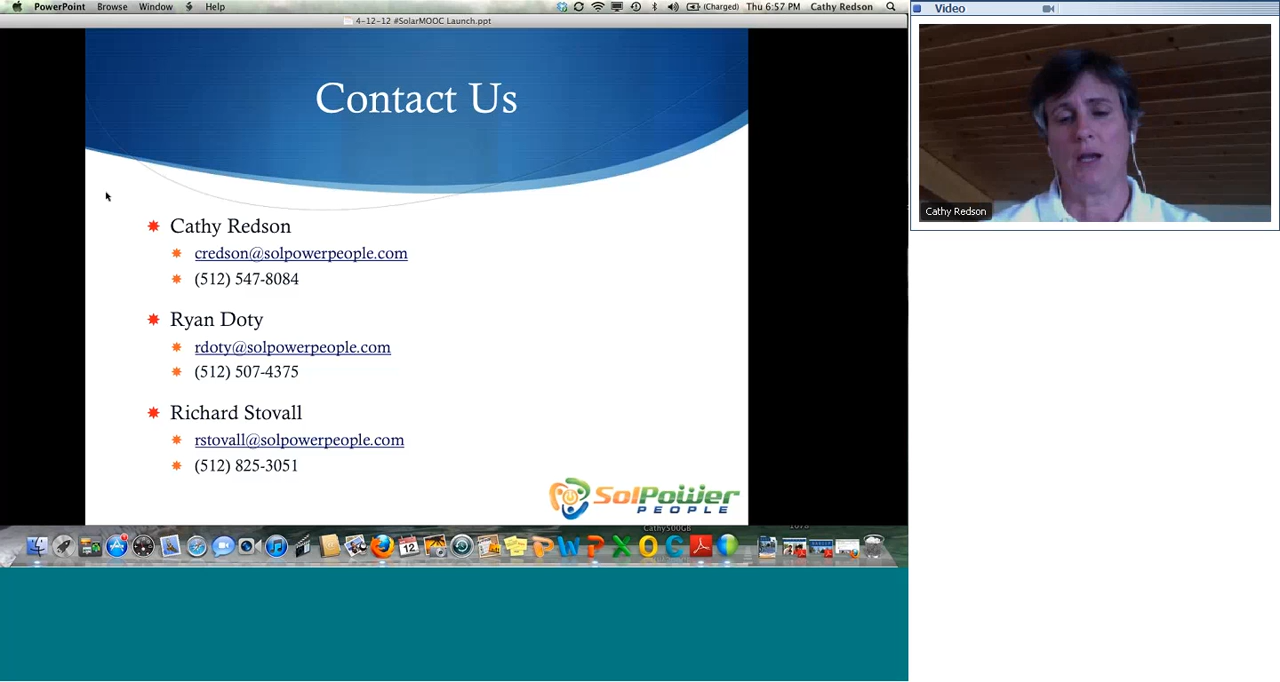 PowerPoint Browse Window Help
(Charged) Thu 6:57 PM Cathy Redson
4-12-12 #SolarMOOC Launch.ppt
Video
Contact Us
Cathy Redson
Cathy Redson
credson@solpowerpeople.com
(512) 547-8084
Ryan Doty
rdoty@solpowerpeople.com
(512) 507-4375
Richard Stovall
rstovall@solpowerpeople.com
(512) 825-3051
SolPower
PEOPLE
Cathy500GB
12